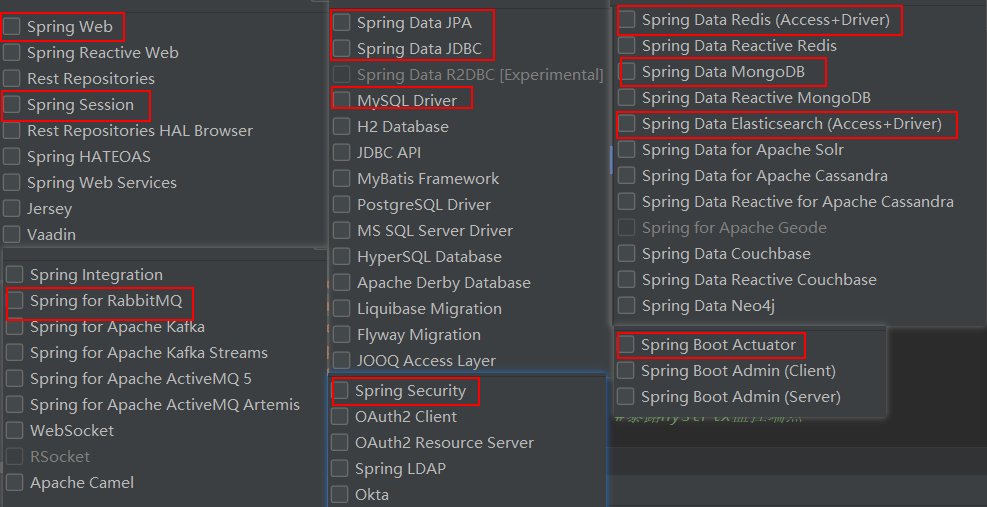 Spring Web
Spring Reactive Web
Rest Repositories
Spring Session
Rest Repositories HAL Browser
Spring HATEOAS
Spring Web Services
Jersey
Vaadin
Spring Integration
Spring for RabbitMQ
Spring for Apache Kafka
Spring for Apache Kafka Streams
Spring for Apache ActiveMQ 5
Spring for Apache ActiveMQ Artemis
WebSocket
RSocket
Apache Camel
Spring Data JPA
Spring Data JDBC
Spring Data R2DBC [Experimental]
MySQL Driver
H2 Database
JDBC API
MyBatis Framework
PostgreSQL Driver
MS SQL Server Driver
HyperSQL Database
Apache Derby Database
Liquibase Migration
Flyway Migration
JOOQ Access Layer
Spring Security
OAuth2 Client
OAuth2 Resource Server
Spring LDAP
Okta
Spring Data Redis (Access+Driver)
Spring Data Reactive Redis
Spring Data MongoDB
Spring Data Reactive MongoDB
Spring Data Elasticsearch (Access+Driver)
Spring Data for Apache Solr
Spring Data for Apache Cassandra
Spring Data Reactive for Apache Cassandra
Spring for Apache Geode
Spring Data Couchbase
Spring Data Reactive Couchbase
Spring Data Neo4j
Spring Boot Actuator
Spring Boot Admin (Client)
Spring Boot Admin (Server)